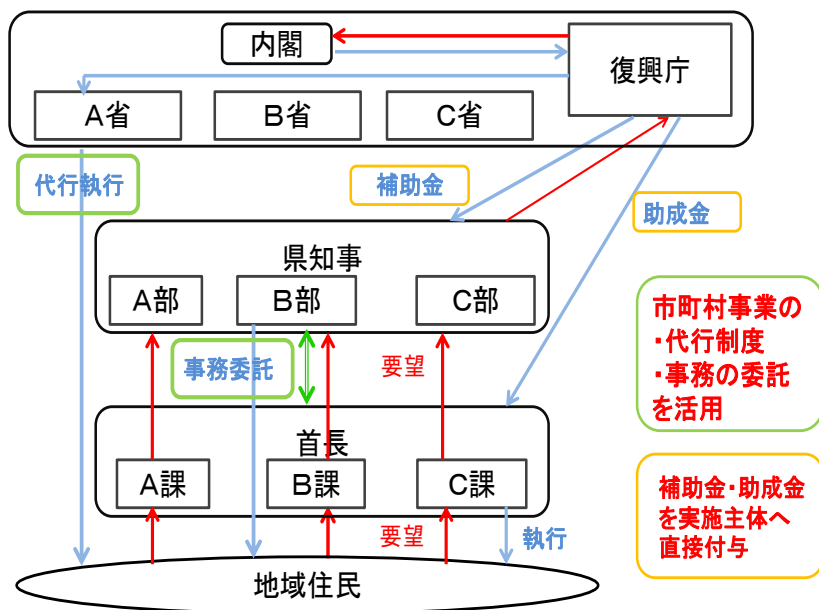 内閣
復興庁
A省
B省
C省
代行執行
補助金
助成金
県知事
A部
B部
C部
事務委託
要望
首長
A課
B課
C課
要望
執行
地域住民
市町村事業の
・代行制度
・事務の委託
を活用
補助金・助成金
を実施主体へ
直接付与